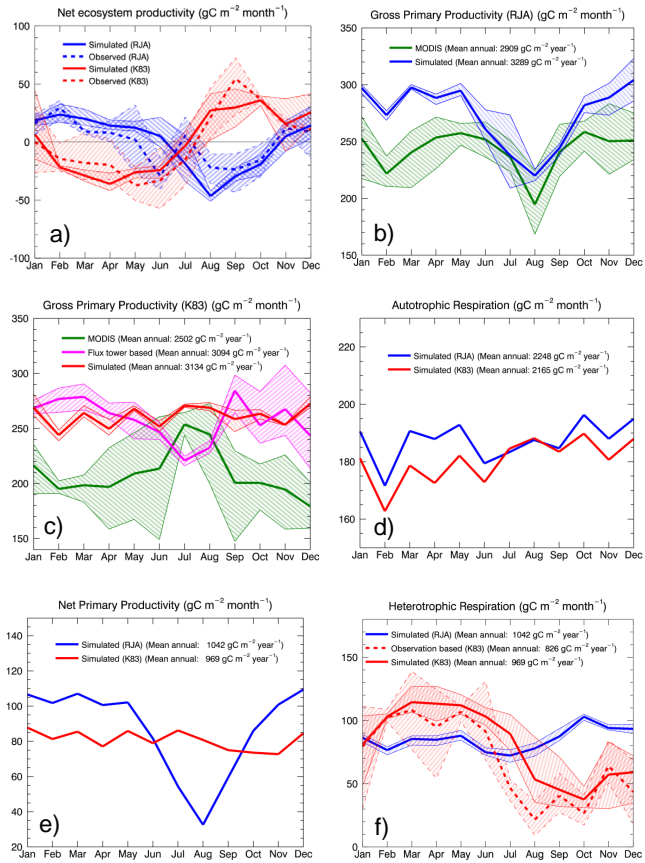 Net ecosystem productivity (gC m−2 month−1)
Simulated (RJA)
Observed (RJA)
Simulated (K83)
Observed (K83)
100
50
0
-50
-100
a)
Jan Feb Mar Apr May Jun Jul Aug Sep Oct Nov Dec
Gross Primary Productivity (RJA) (gC m−2 month−1)
MODIS (Mean annual: 2909 gC m−2 year−1)
Simulated (Mean annual: 3289 gC m−2 year−1)
350
300
250
200
150
b)
Jan Feb Mar Apr May Jun Jul Aug Sep Oct Nov Dec
Gross Primary Productivity (K83) (gC m−2 month−1)
MODIS (Mean annual: 2502 gC m−2 year−1)
Flux tower based (Mean annual: 3094 gC m−2 year−1)
Simulated (Mean annual: 3134 gC m−2 year−1)
350
300
250
200
150
c)
Jan Feb Mar Apr May Jun Jul Aug Sep Oct Nov Dec
Autotrophic Respiration (gC m−2 month−1)
Simulated (RJA) (Mean annual: 2248 gC m−2 year−1)
Simulated (K83) (Mean annual: 2165 gC m−2 year−1)
220
200
180
160
d)
Jan Feb Mar Apr May Jun Jul Aug Sep Oct Nov Dec
Net Primary Productivity (gC m−2 month−1)
Simulated (RJA) (Mean annual: 1042 gC m−2 year−1)
Simulated (K83) (Mean annual: 969 gC m−2 year−1)
140
120
100
80
60
40
20
e)
Jan Feb Mar Apr May Jun Jul Aug Sep Oct Nov Dec
Heterotrophic Respiration (gC m−2 month−1)
Simulated (RJA) (Mean annual: 1042 gC m−2 year−1)
Observation based (K83) (Mean annual: 826 gC m−2 year−1)
Simulated (K83) (Mean annual: 969 gC m−2 year−1)
150
100
50
0
f)
Jan Feb Mar Apr May Jun Jul Aug Sep Oct Nov Dec